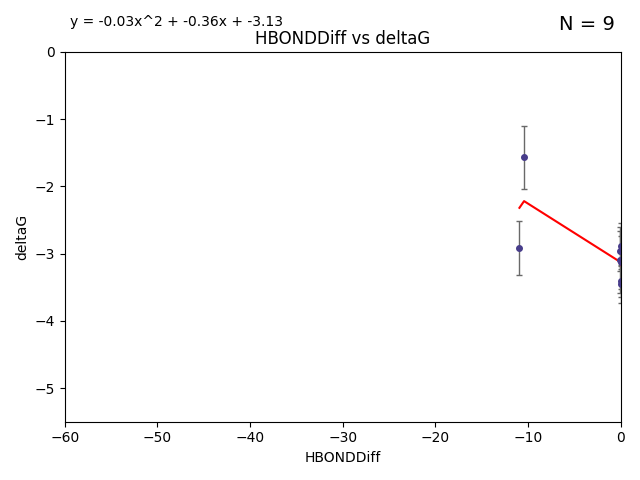 y = -0.03x^2 + -0.36x + -3.13
N = 9
HBONDDiff vs deltaG
0
−1
−2
−3
−4
−5
deltaG
−60 −50 −40 −30 −20 −10 0
HBONDDiff